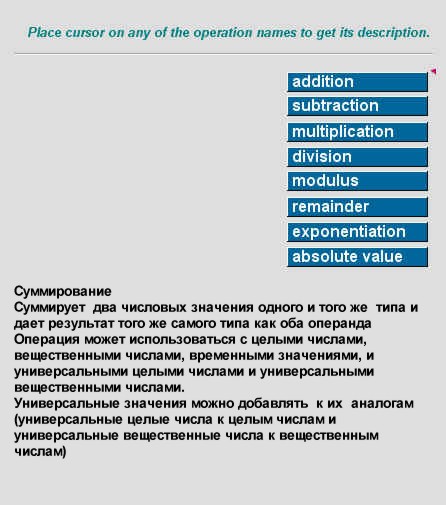 Place cursor on any of the operation names to get its description.
addition
subtraction
multiplication
division
modulus
remainder
exponentiation
absolute value
Суммирование
Суммирует два числовых значения одного и того же типа и
дает результат того же самого типа как оба операнда
Операция может использоваться с целыми числами,
вещественными числами, временными значениями, и
универсальными целыми числами и универсальными
вещественными числами.
Универсальные значения можно добавлять к их аналогам
(универсальные целые числа к целым числам и
универсальные вещественные числа к вещественным
числам)